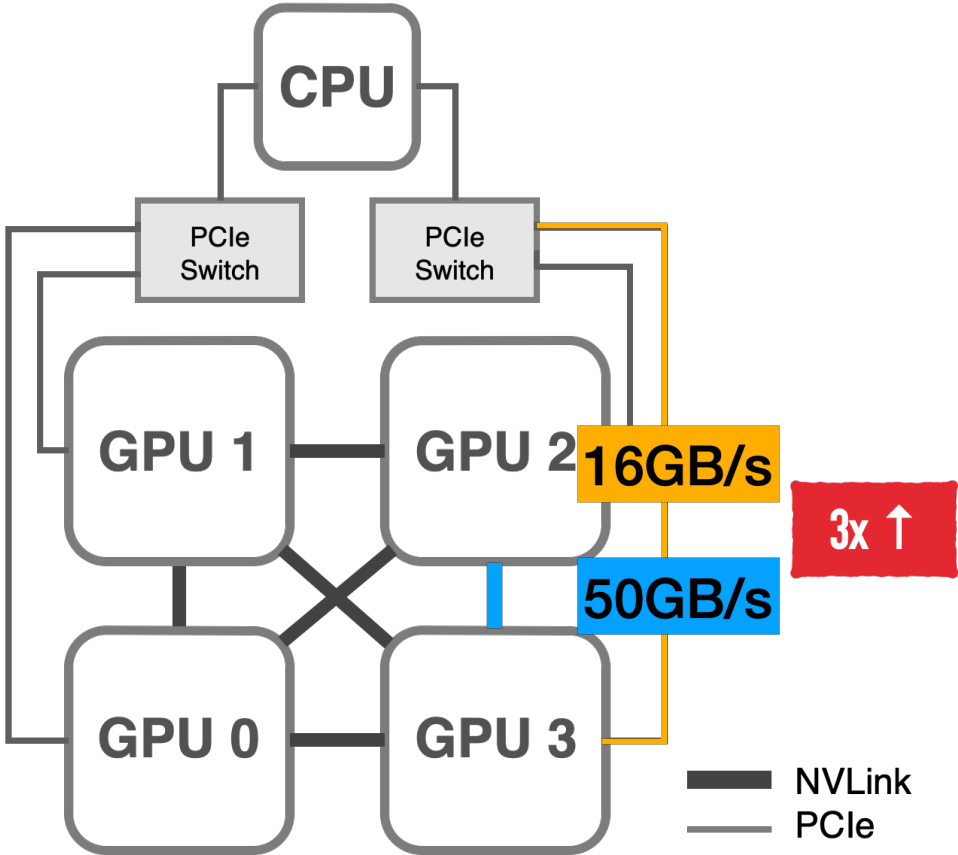 CPU
PCIe
Switch
PCIe
Switch
GPU 1
GPU 2
16GB/s
3x ↑
50GB/s
GPU 0
GPU 3
NVLink
PCIe